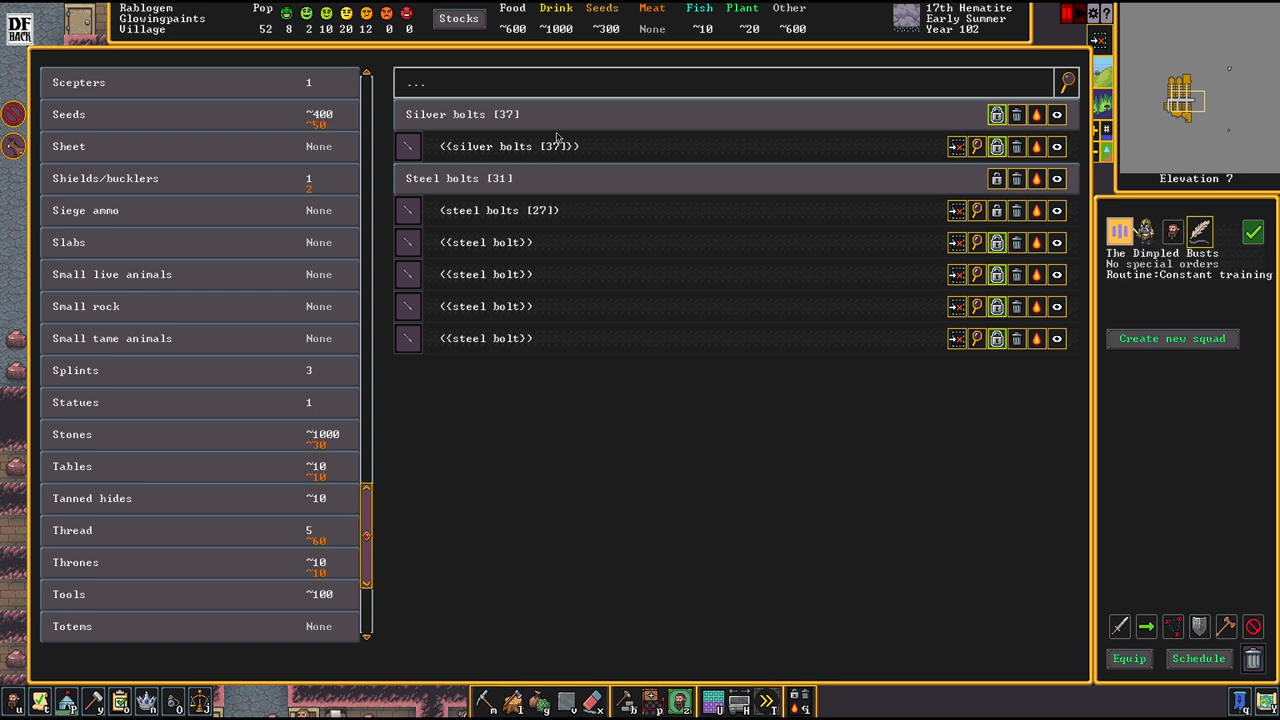 DF
HACK
Rablogem
Glowingpaints
Village
Pop
52 8 2 10 20 12 0 0
Stocks
Food Drink Seeds Meat Fish Plant Other
~600 ~1000 ~300 None ~10 ~20 ~600
17th Hematite
Early Summer
Year 102
Elevation 7
Scepters 1
Seeds ~400
~50
Sheet None
Shields/bucklers 1
2
Siege ammo None
Slabs None
Small live animals None
Small rock None
Small tame animals None
Splints 3
Statues 1
Stones ~1000
~30
Tables ~10
~10
Tanned hides ~10
Thread 5
~60
Thrones ~10
~10
Tools ~100
Totems None
...
Silver bolts [37]
((silver bolts [37]))
Steel bolts [31]
(steel bolts [27])
((steel bolt))
((steel bolt))
((steel bolt))
((steel bolt))
The Dimpled Busts
No special orders
Routine:Constant training
Create new squad
Equip Schedule